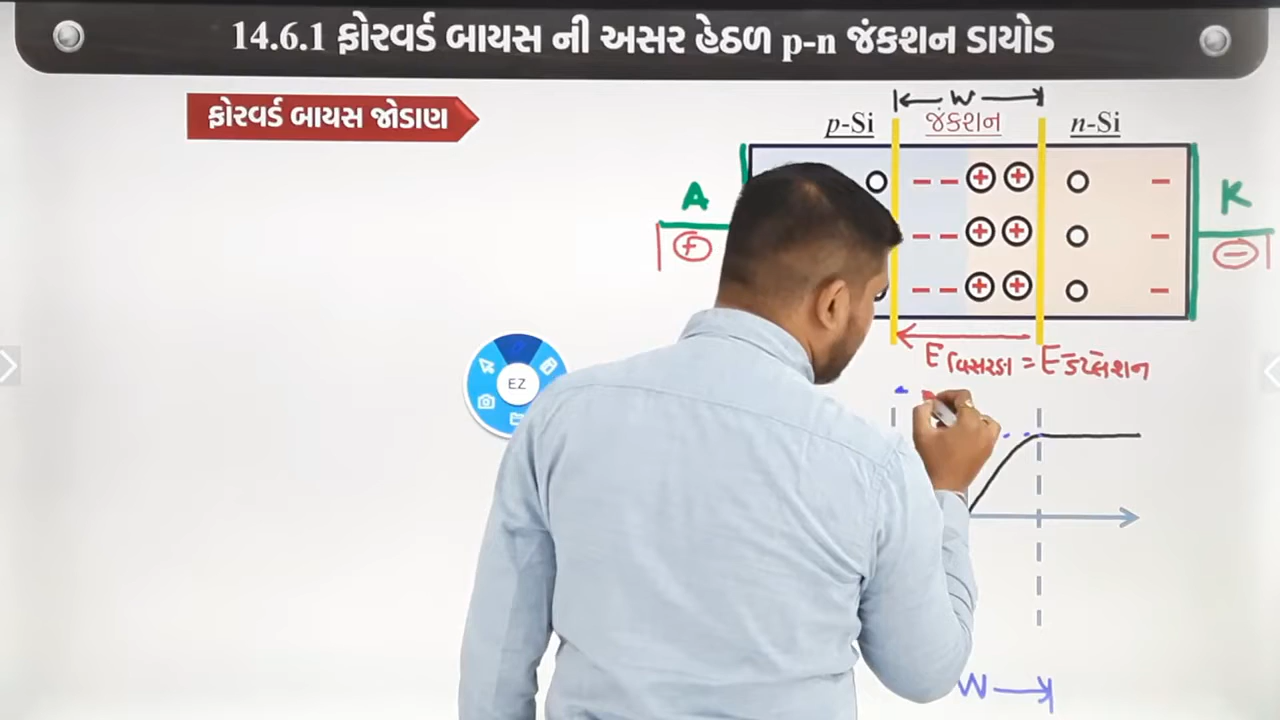 14.6.1 ફોરવર્ડ બાયસ ની અસર હેઠળ p-n જંકશન ડાયોડ
ફોરવર્ડ બાયસ જોડાણ
W
p-Si જંકશન n-Si
A
K
+
−
− − + + −
− − + + −
− − + + −
E વિસરણ = E ડિપ્લેશન
EZ
W